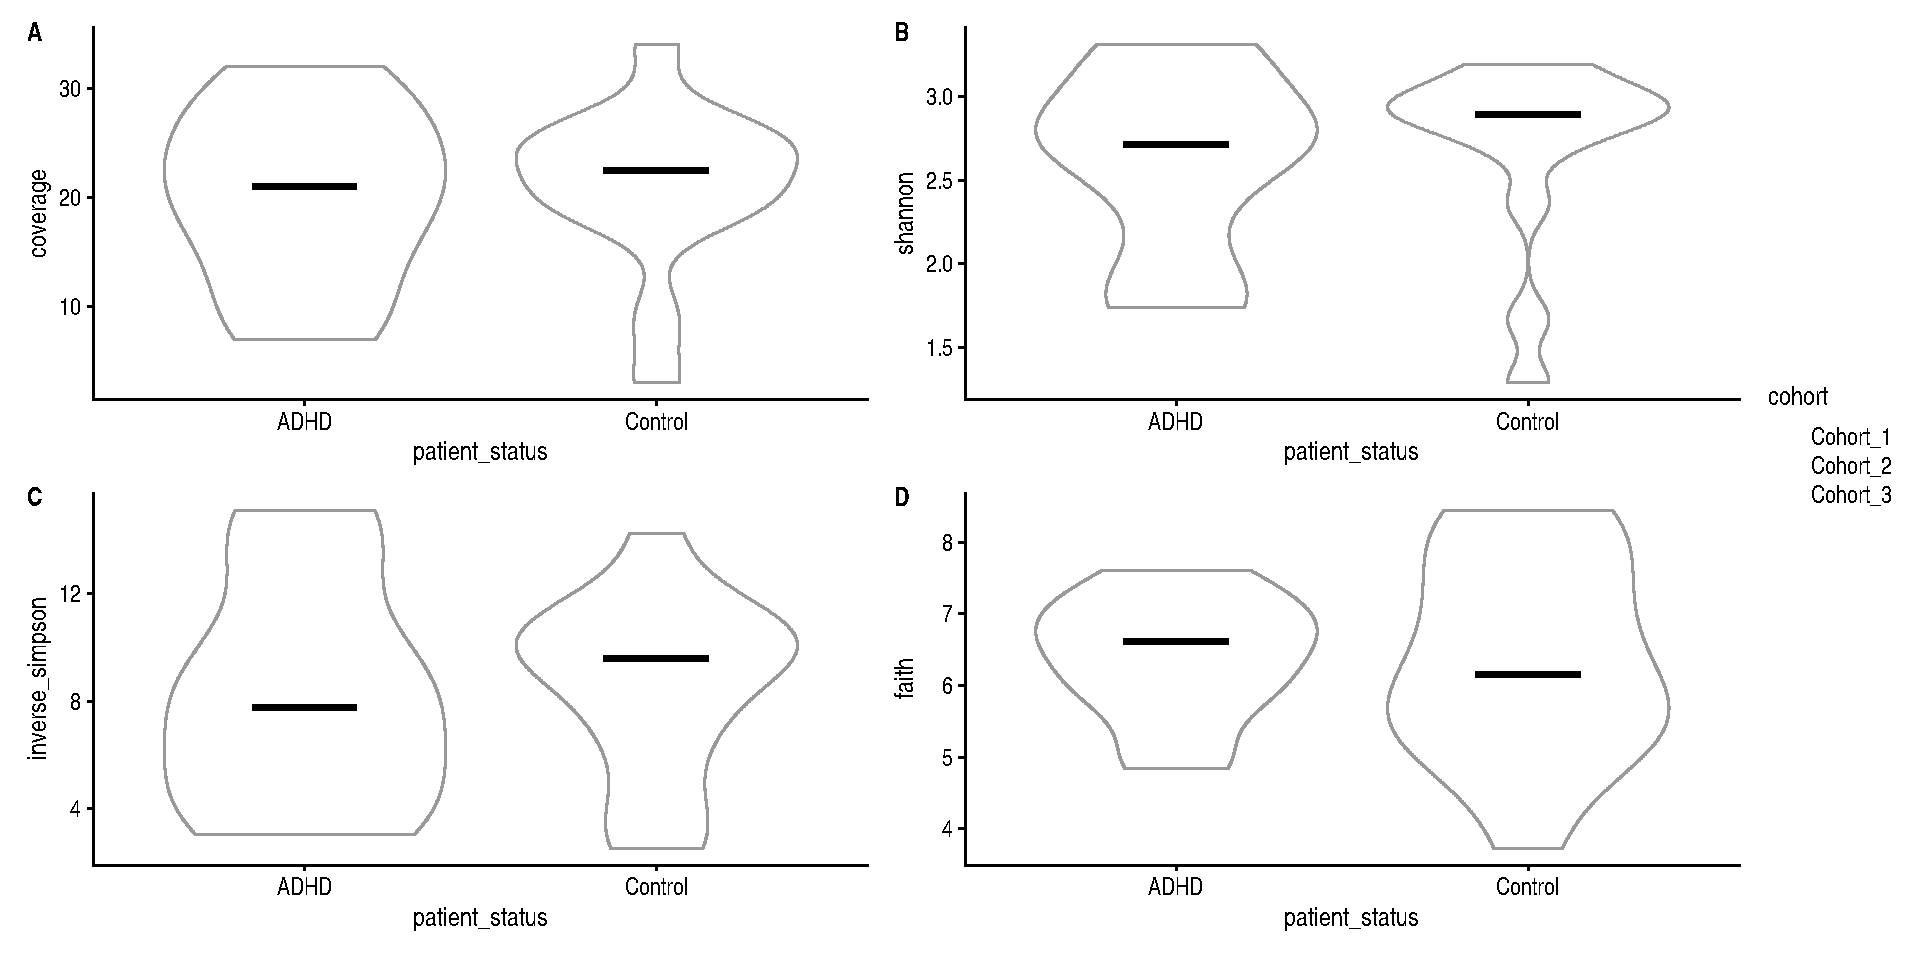 A
coverage
30
20
10
ADHD
Control
patient_status
B
shannon
3.0
2.5
2.0
1.5
ADHD
Control
patient_status
cohort
Cohort_1
Cohort_2
Cohort_3
C
inverse_simpson
12
8
4
ADHD
Control
patient_status
D
faith
8
7
6
5
4
ADHD
Control
patient_status